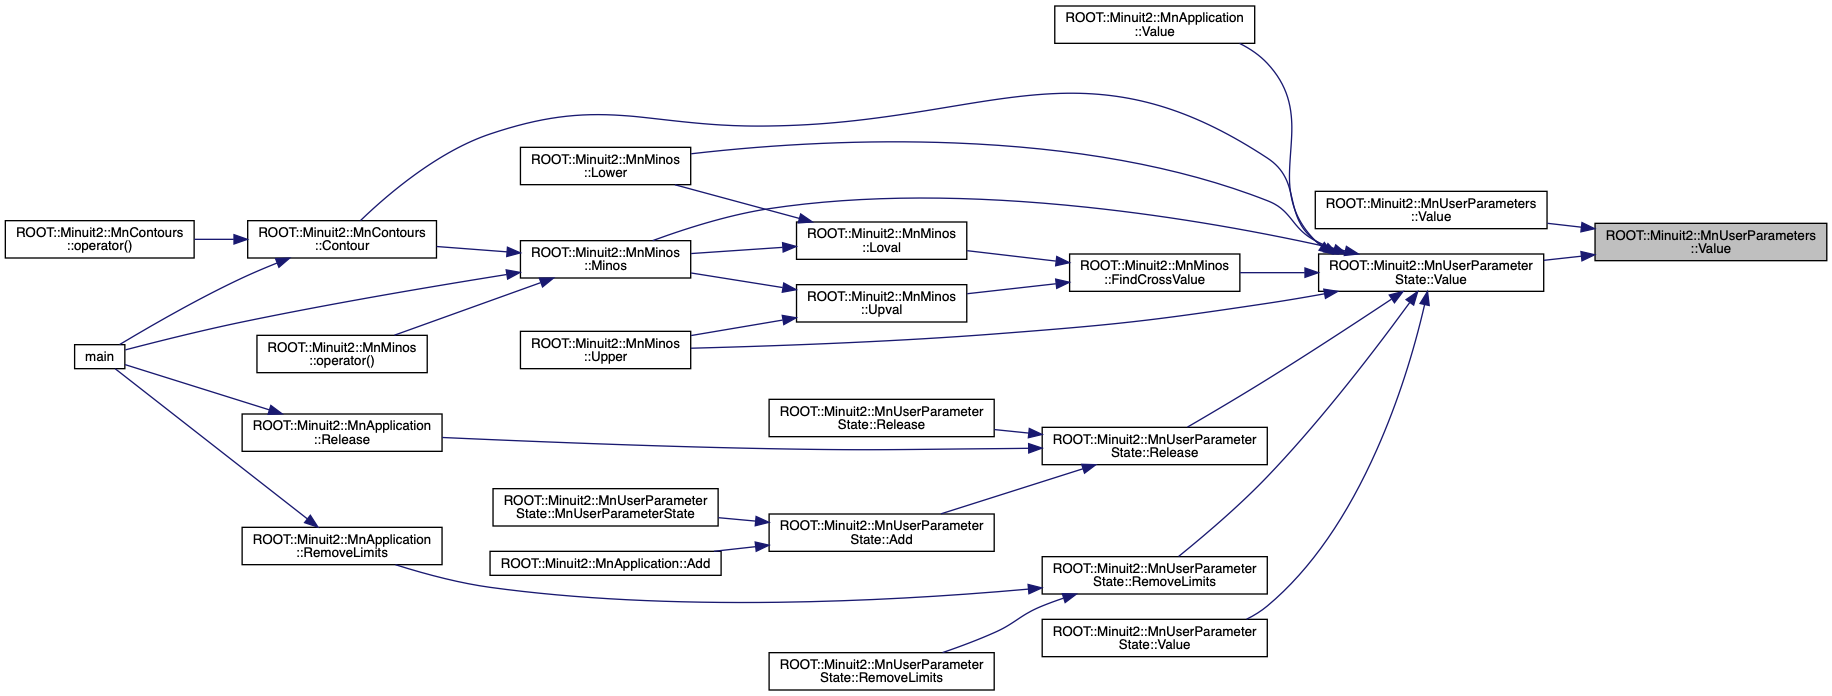 ROOT::Minuit2::MnApplication
::Value
ROOT::Minuit2::MnMinos
::Lower
ROOT::Minuit2::MnUserParameters
::Value
ROOT::Minuit2::MnUserParameters
::Value
ROOT::Minuit2::MnContours
::operator()
ROOT::Minuit2::MnContours
::Contour
ROOT::Minuit2::MnMinos
::Minos
ROOT::Minuit2::MnMinos
::Loval
ROOT::Minuit2::MnMinos
::FindCrossValue
ROOT::Minuit2::MnUserParameter
State::Value
ROOT::Minuit2::MnMinos
::Upval
ROOT::Minuit2::MnMinos
::Upper
main
ROOT::Minuit2::MnMinos
::operator()
ROOT::Minuit2::MnApplication
::Release
ROOT::Minuit2::MnUserParameter
State::Release
ROOT::Minuit2::MnUserParameter
State::Release
ROOT::Minuit2::MnUserParameter
State::MnUserParameterState
ROOT::Minuit2::MnUserParameter
State::Add
ROOT::Minuit2::MnApplication
::RemoveLimits
ROOT::Minuit2::MnApplication::Add
ROOT::Minuit2::MnUserParameter
State::RemoveLimits
ROOT::Minuit2::MnUserParameter
State::Value
ROOT::Minuit2::MnUserParameter
State::RemoveLimits